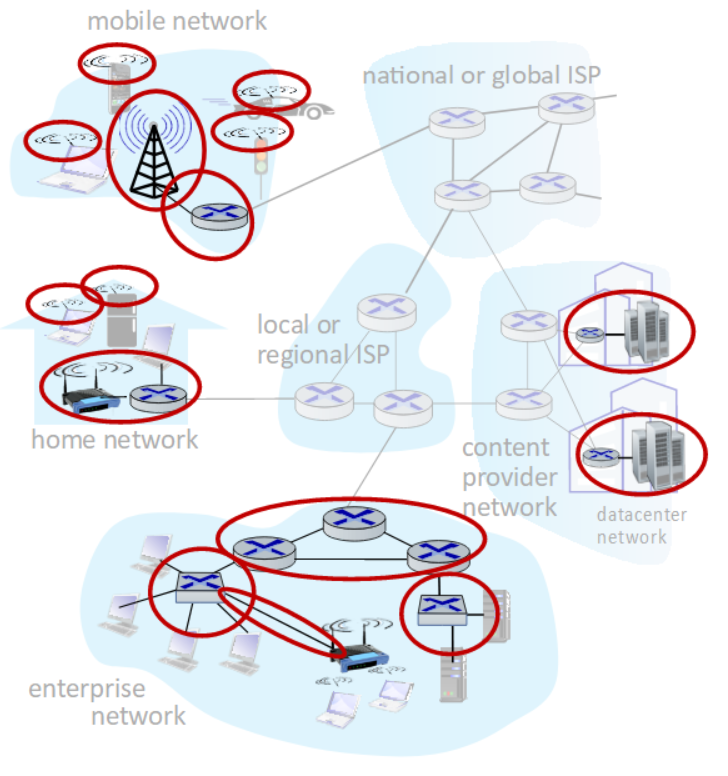 mobile network
national or global ISP
local or
regional ISP
home network
content
provider
network
datacenter
network
enterprise
network